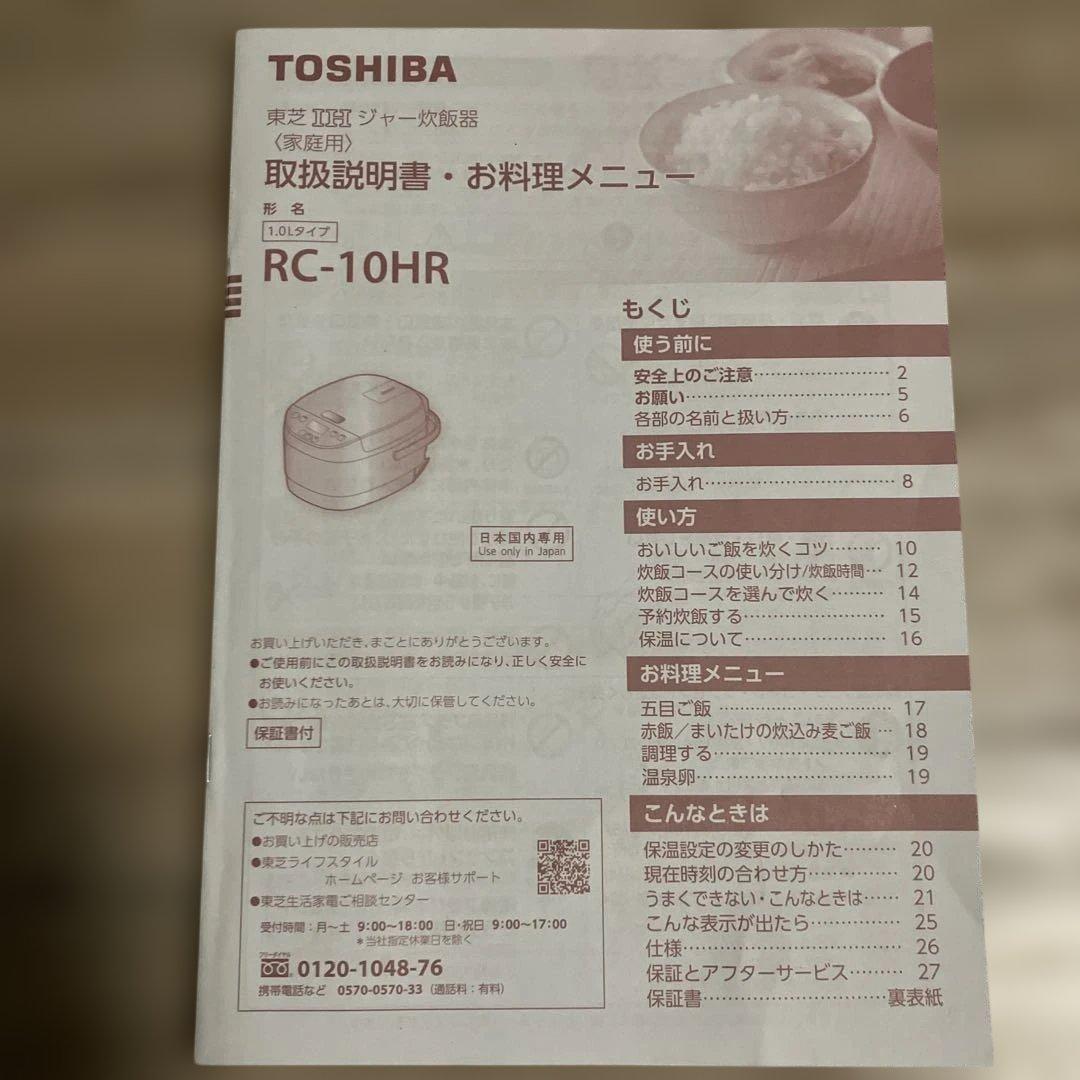 TOSHIBA
東芝IHジャー炊飯器
〈家庭用〉
取扱説明書・お料理メニュー
形 名
1.0Lタイプ
RC-10HR
日本国内専用
Use only in Japan
お買い上げいただき、まことにありがとうございます。
●ご使用前にこの取扱説明書をお読みになり、正しく安全に
お使いください。
●お読みになったあとは、大切に保管してください。
保証書付
ご不明な点は下記にお問い合わせください。
●お買い上げの販売店
●東芝ライフスタイル
ホームページ お客様サポート
●東芝生活家電ご相談センター
受付時間：月〜土 9:00〜18:00 日・祝日 9:00〜17:00
＊当社指定休業日を除く
フリーダイヤル
0120-1048-76
携帯電話など 0570-0570-33（通話料：有料）
もくじ
使う前に
安全上のご注意……………… 2
お願い……………………… 5
各部の名前と扱い方………… 6
お手入れ
お手入れ…………………… 8
使い方
おいしいご飯を炊くコツ……… 10
炊飯コースの使い分け/炊飯時間… 12
炊飯コースを選んで炊く……… 14
予約炊飯する……………… 15
保温について……………… 16
お料理メニュー
五目ご飯 ………………… 17
赤飯／まいたけの炊込み麦ご飯 … 18
調理する………………… 19
温泉卵…………………… 19
こんなときは
保温設定の変更のしかた……… 20
現在時刻の合わせ方………… 20
うまくできない・こんなときは…… 21
こんな表示が出たら………… 25
仕様……………………… 26
保証とアフターサービス……… 27
保証書…………………… 裏表紙